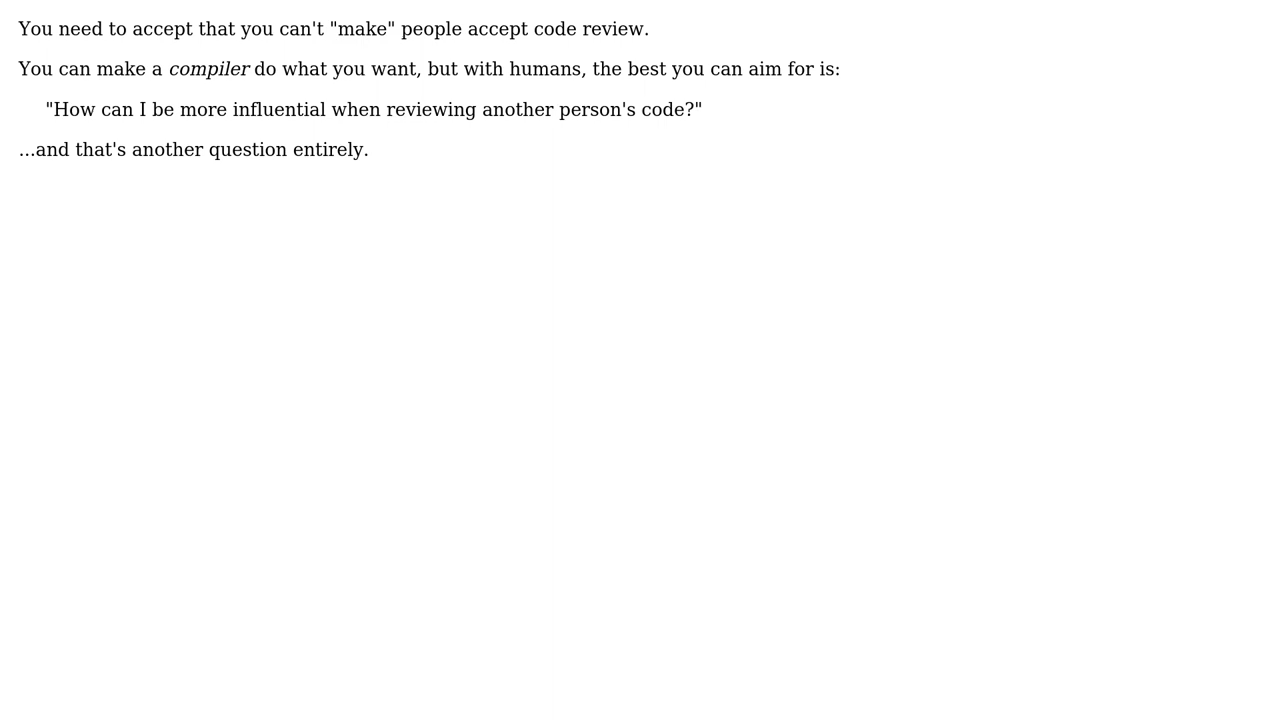 You need to accept that you can't "make" people accept code review.
You can make a compiler do what you want, but with humans, the best you can aim for is:
"How can I be more influential when reviewing another person's code?"
...and that's another question entirely.